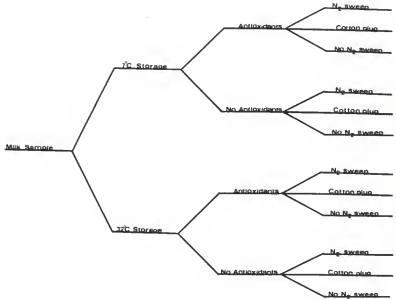 N₂ sweep
Antioxidants
Cotton plug
No N₂ sweep
7°C Storage
N₂ sweep
No Antioxidants
Cotton plug
No N₂ sweep
Milk Sample
N₂ sweep
Antioxidants
Cotton plug
No N₂ sweep
32°C Storage
N₂ sweep
No Antioxidants
Cotton plug
No N₂ sweep